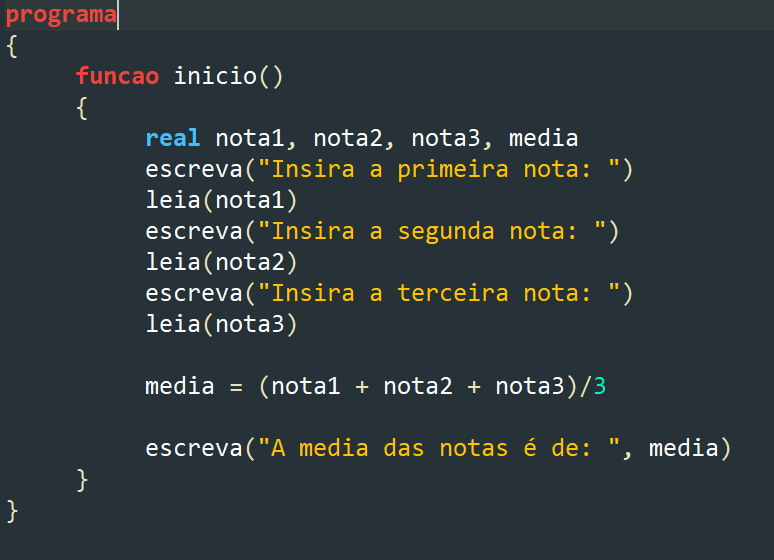 programa
{
funcao inicio()
{
real nota1, nota2, nota3, media
escreva("Insira a primeira nota: ")
leia(nota1)
escreva("Insira a segunda nota: ")
leia(nota2)
escreva("Insira a terceira nota: ")
leia(nota3)
media = (nota1 + nota2 + nota3)/3
escreva("A media das notas é de: ", media)
}
}